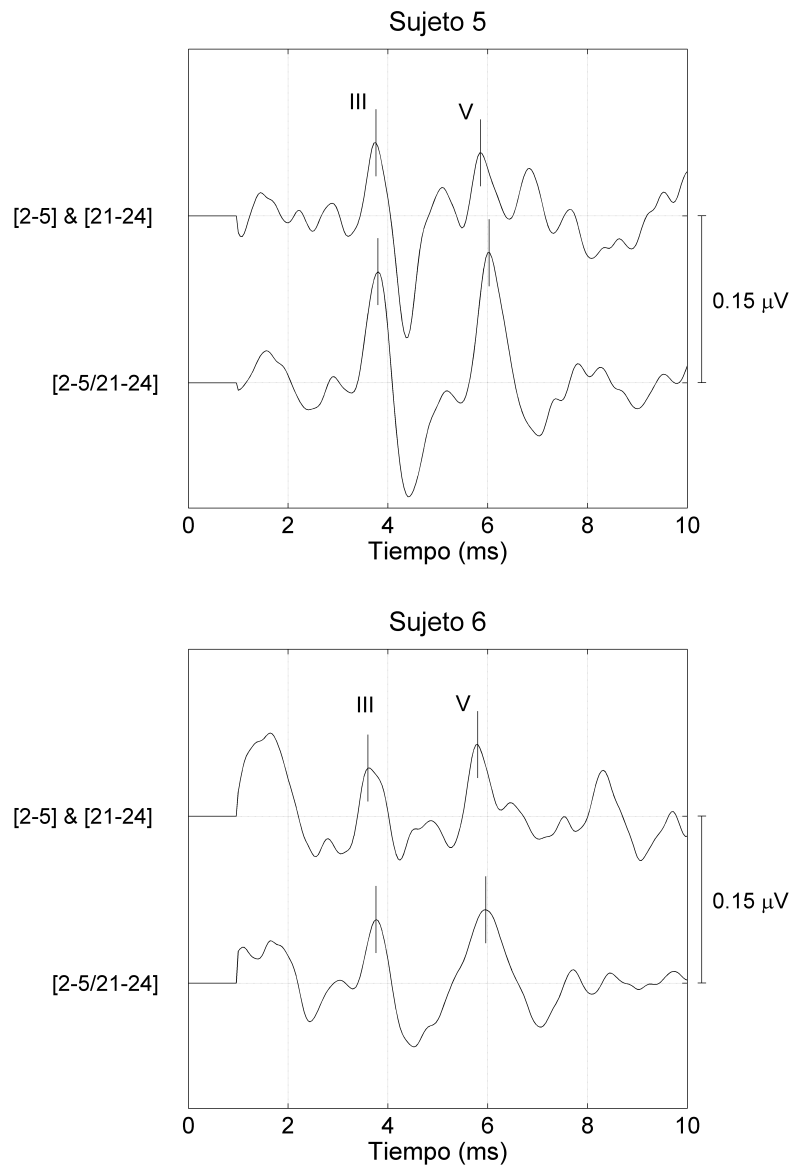 Sujeto 5
III
V
[2-5] & [21-24]
0.15 μV
[2-5/21-24]
0 2 4 6 8 10
Tiempo (ms)
Sujeto 6
III
V
[2-5] & [21-24]
0.15 μV
[2-5/21-24]
0 2 4 6 8 10
Tiempo (ms)